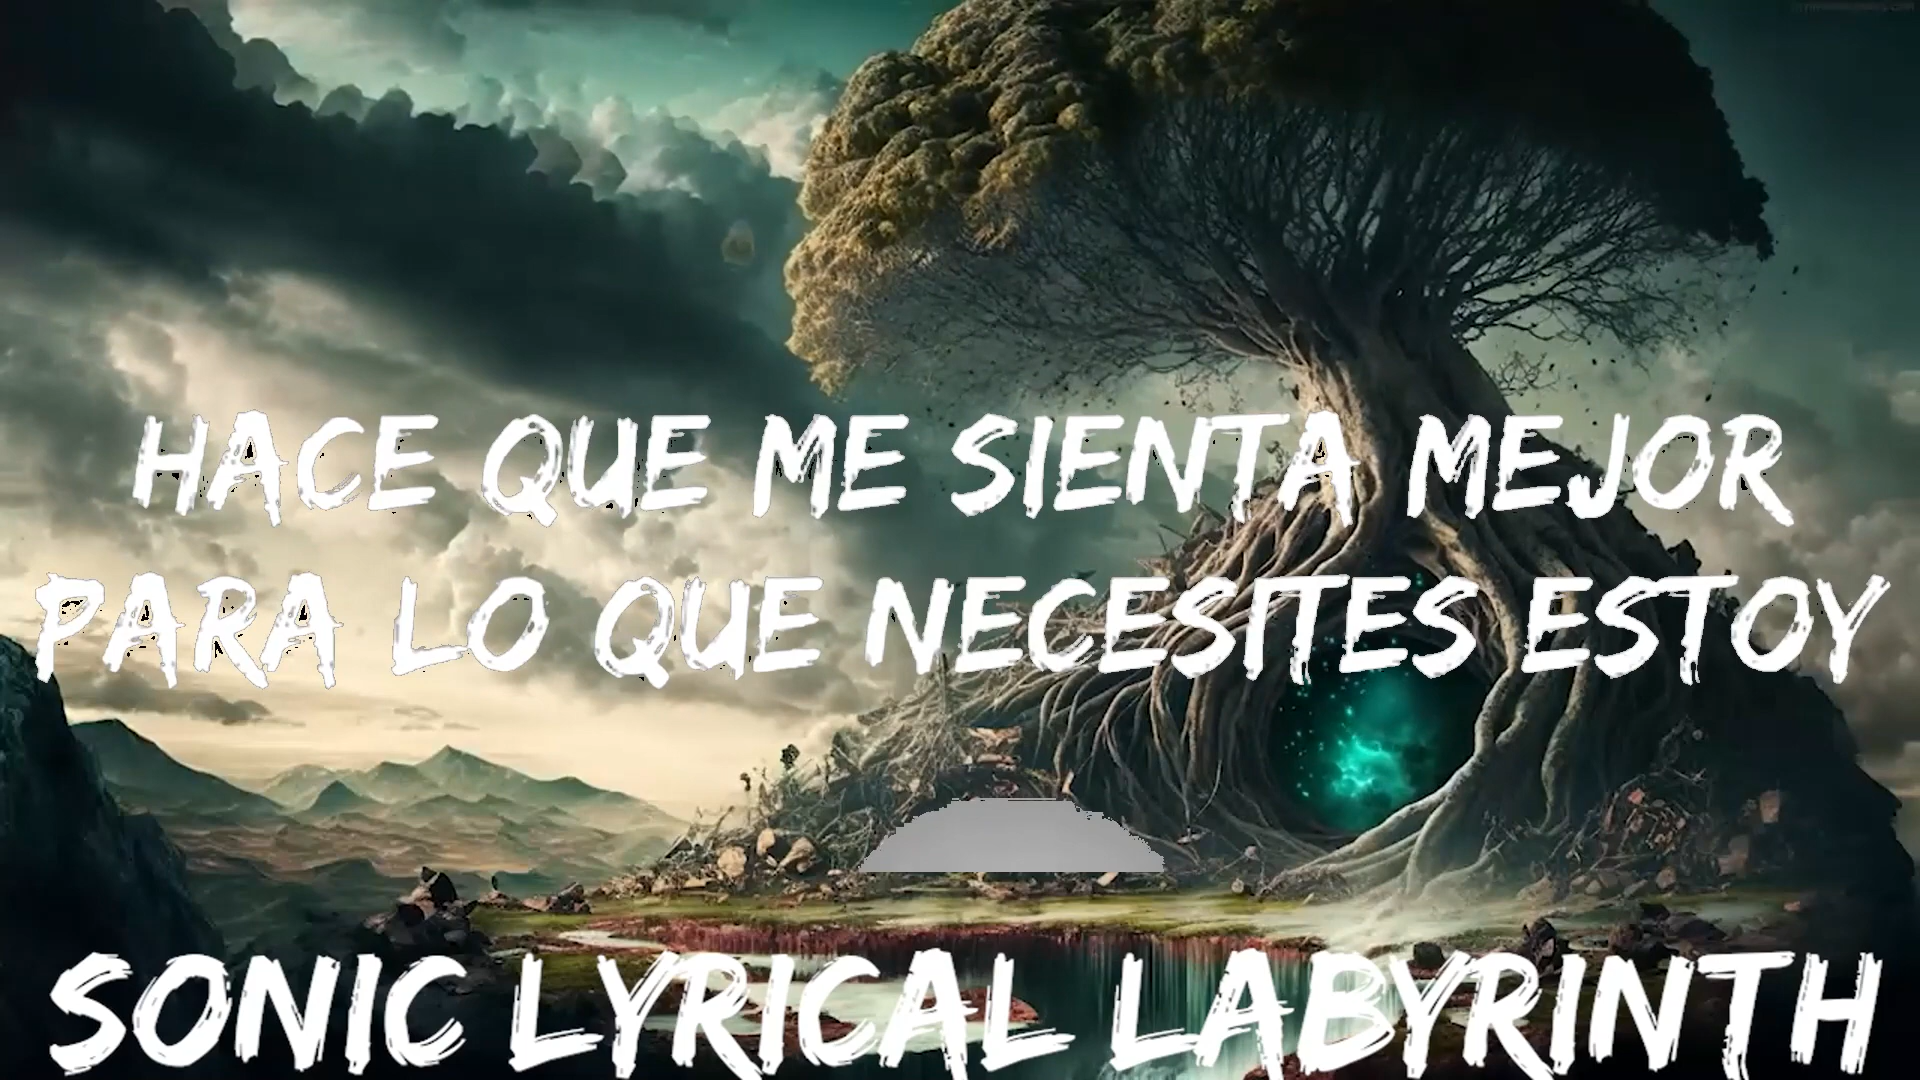 HACE QUE ME SIENTA MEJOR
PARA LO QUE NECESITES ESTOY
SONIC LYRICAL LABYRINTH